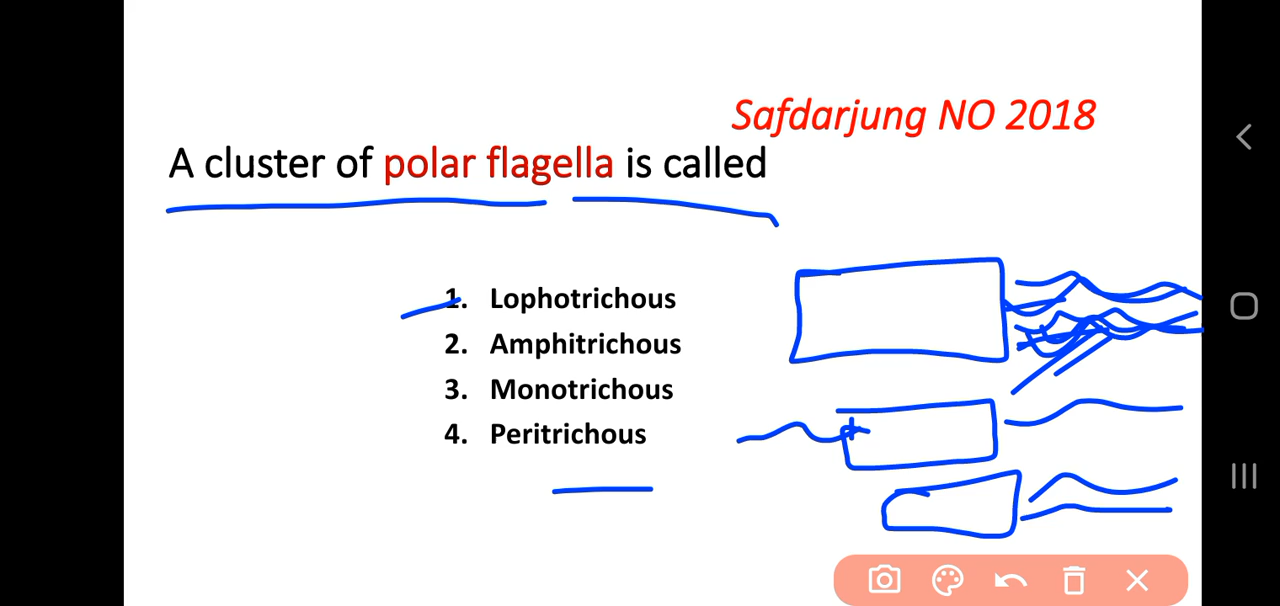 Safdarjung NO 2018
A cluster of polar flagella is called
1. Lophotrichous
2. Amphitrichous
3. Monotrichous
4. Peritrichous